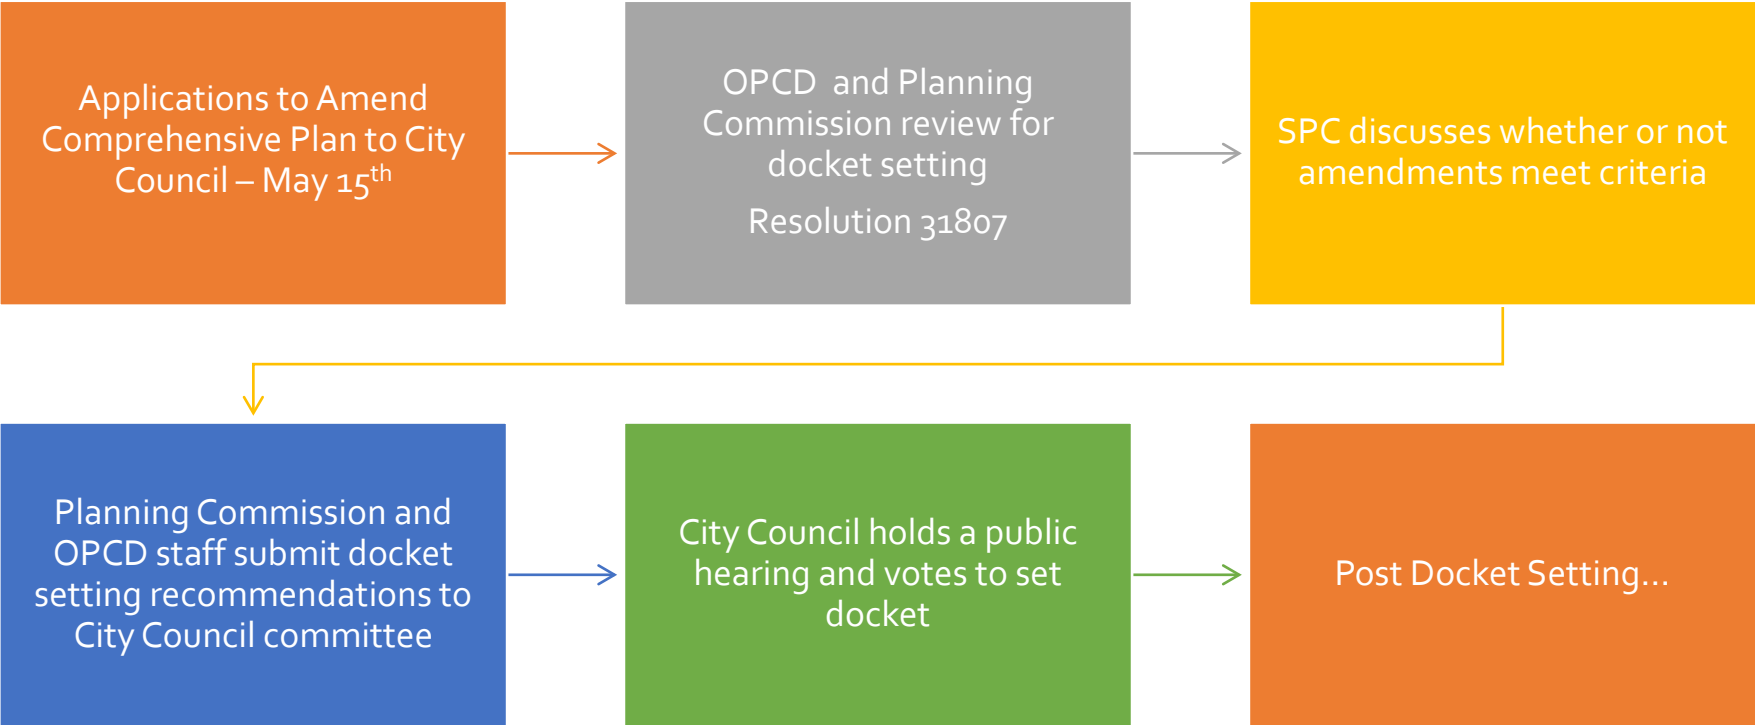 Applications to Amend
Comprehensive Plan to City
Council – May 15th
OPCD and Planning
Commission review for
docket setting
Resolution 31807
SPC discusses whether or not
amendments meet criteria
Planning Commission and
OPCD staff submit docket
setting recommendations to
City Council committee
City Council holds a public
hearing and votes to set
docket
Post Docket Setting...